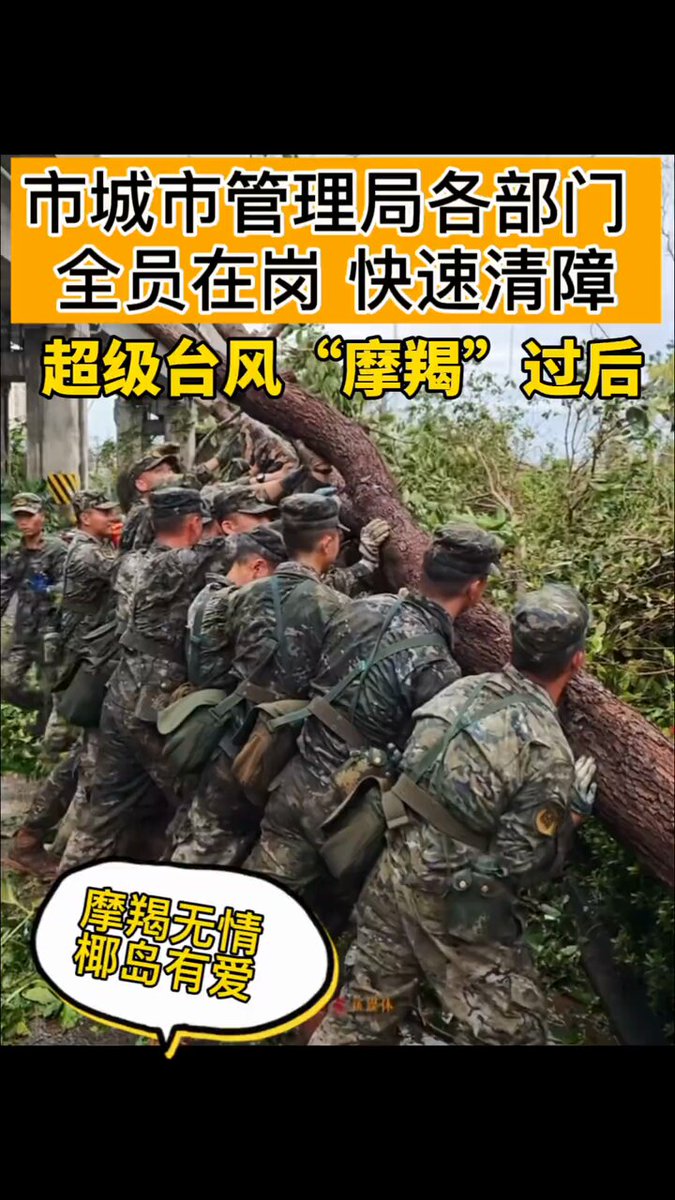 市城市管理局各部门
全员在岗 快速清障
超级台风“摩羯”过后
摩羯无情
椰岛有爱